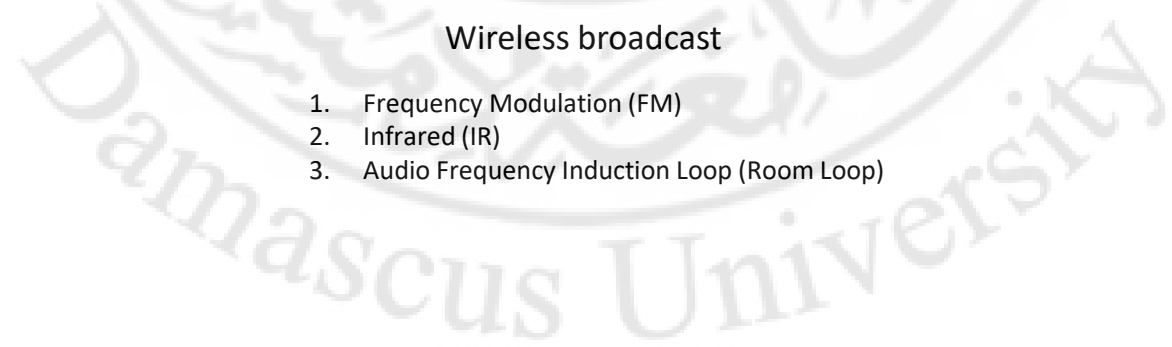 Wireless broadcast
1. Frequency Modulation (FM)
2. Infrared (IR)
3. Audio Frequency Induction Loop (Room Loop)
Damascus University